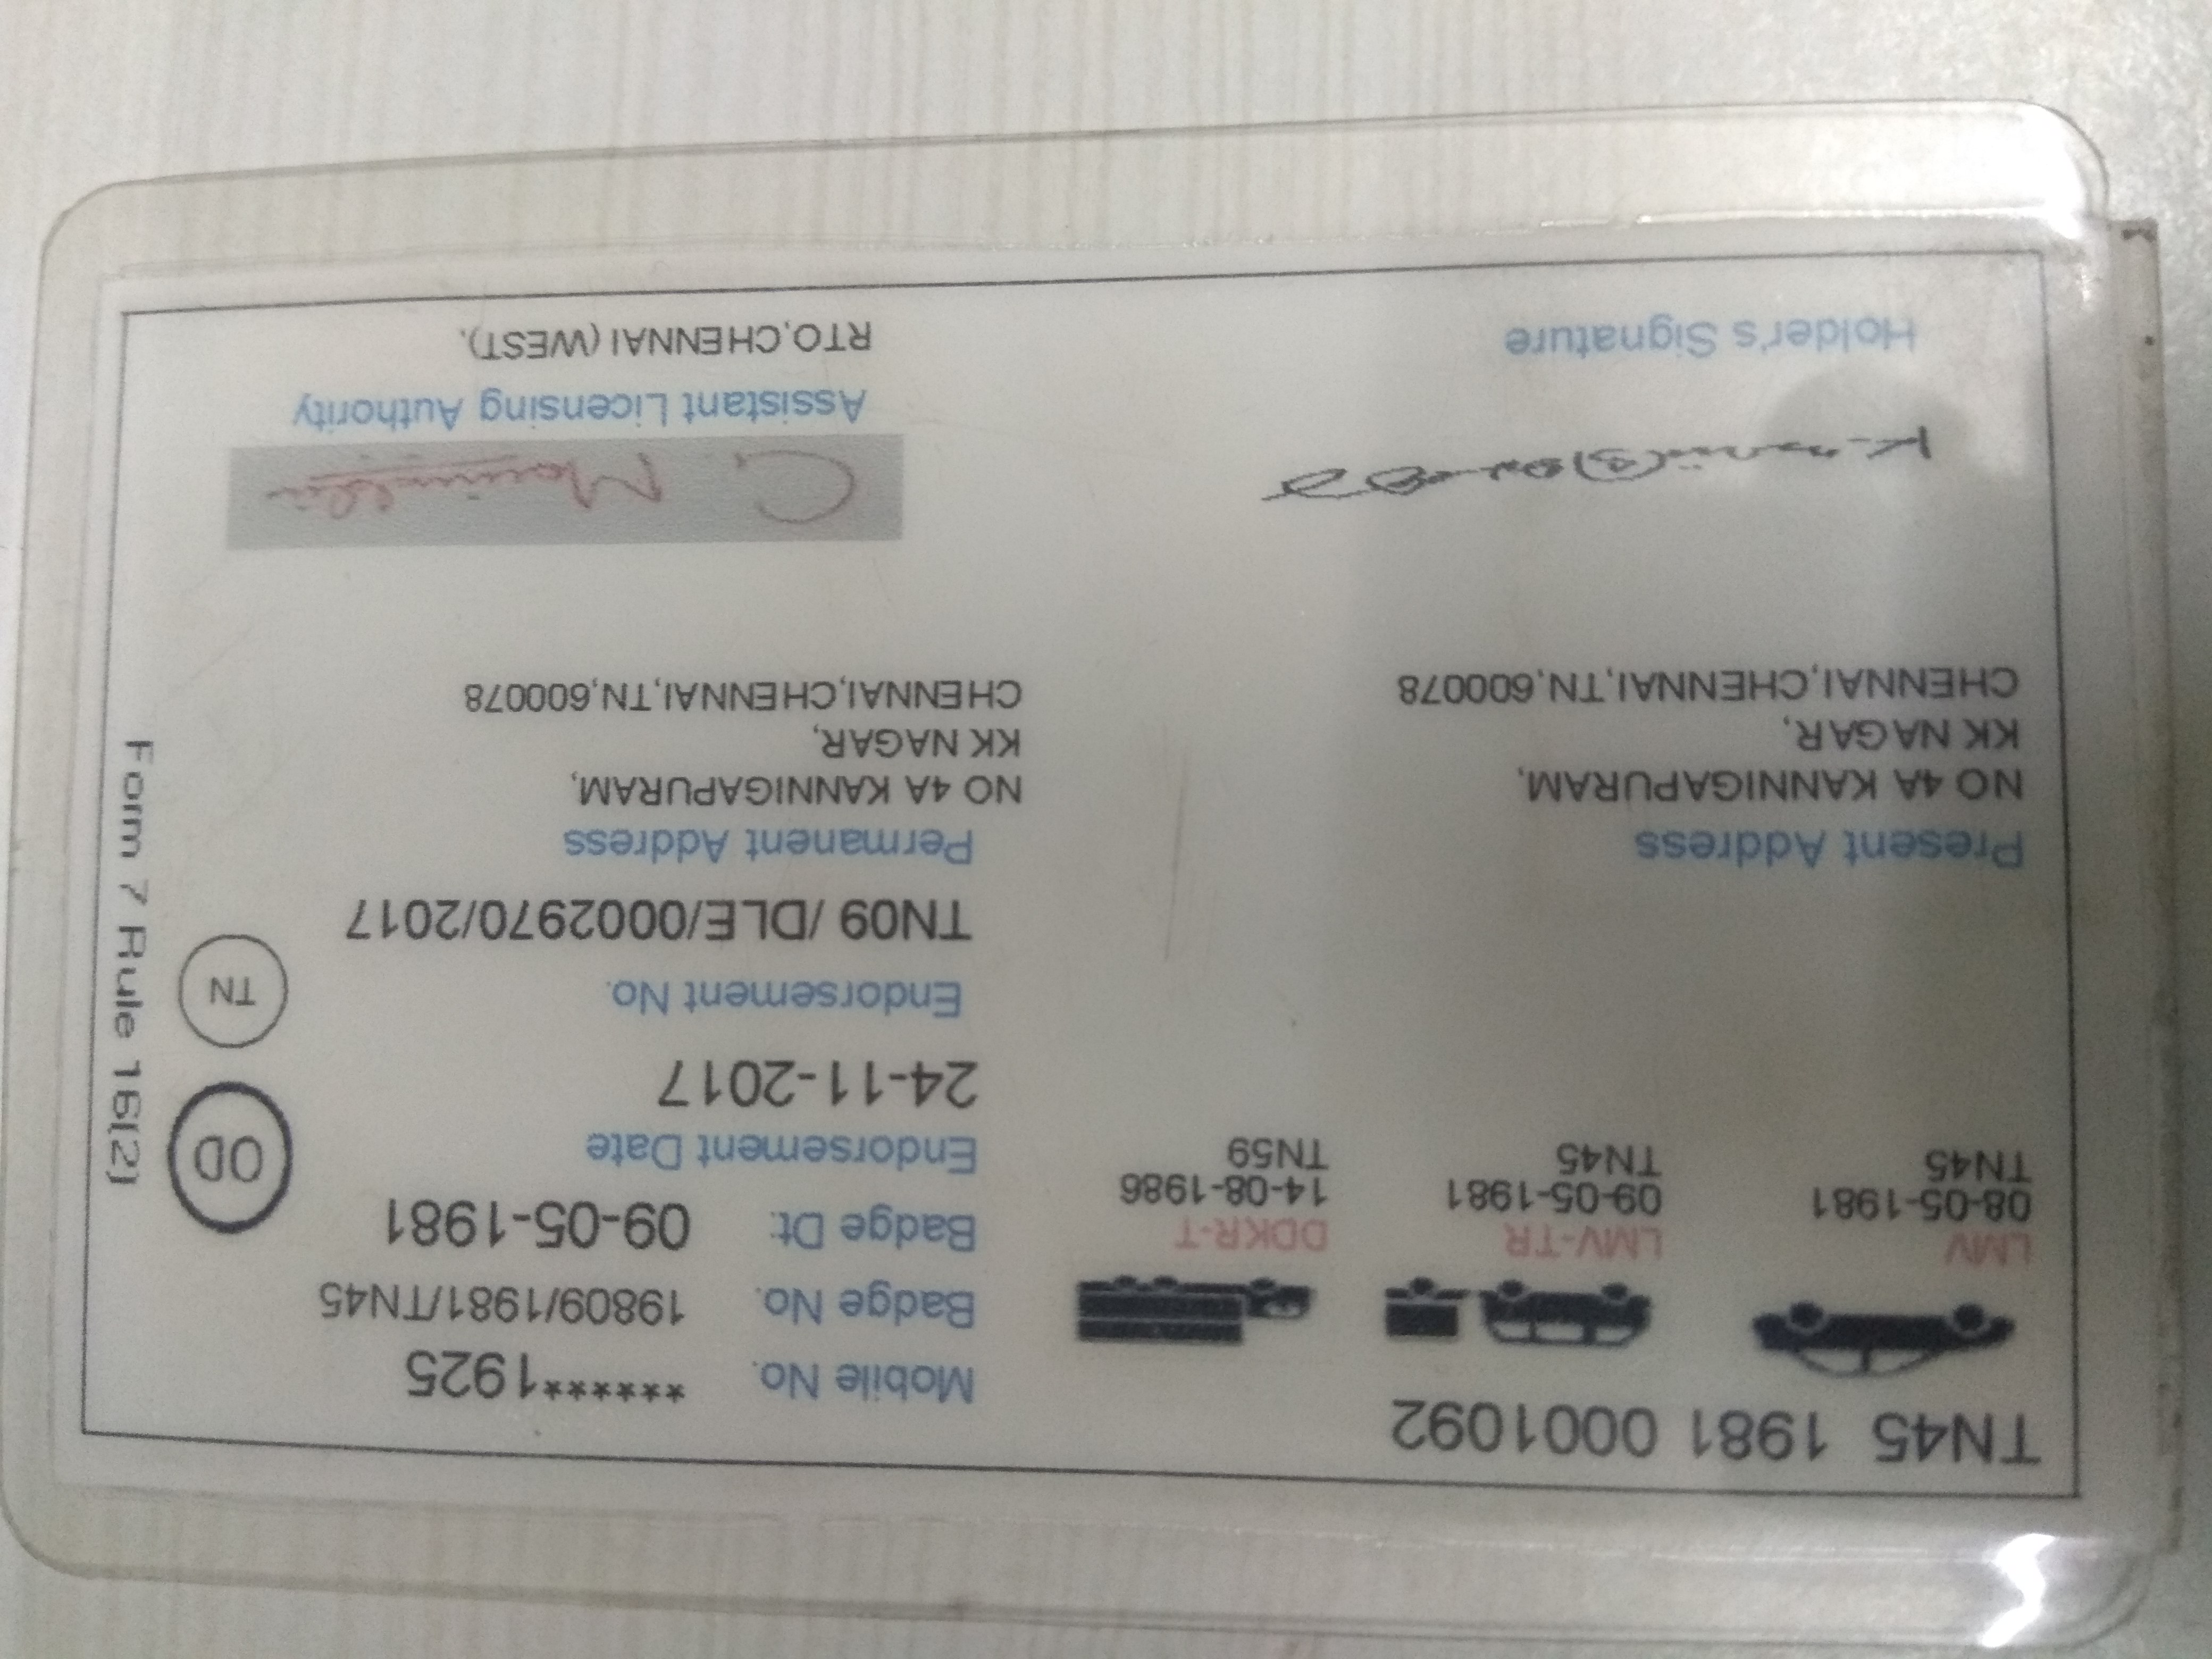 TN45 1981 0001092
LMV
08-05-1981
TN45
LMV-TR
09-05-1981
TN45
DDKR-T
14-08-1986
TN59
Mobile No. ******1925
Badge No. 19809/1981/TN45
Badge Dt: 09-05-1981
Endorsement Date
24-11-2017
Endorsement No.
TN09 /DLE/0002970/2017
OD
TN
Form 7 Rule 16(2)
Present Address
NO 4A KANNIGAPURAM,
KK NAGAR,
CHENNAI,CHENNAI,TN,600078
Permanent Address
NO 4A KANNIGAPURAM,
KK NAGAR,
CHENNAI,CHENNAI,TN,600078
Holder's Signature
Assistant Licensing Authority
RTO,CHENNAI (WEST).